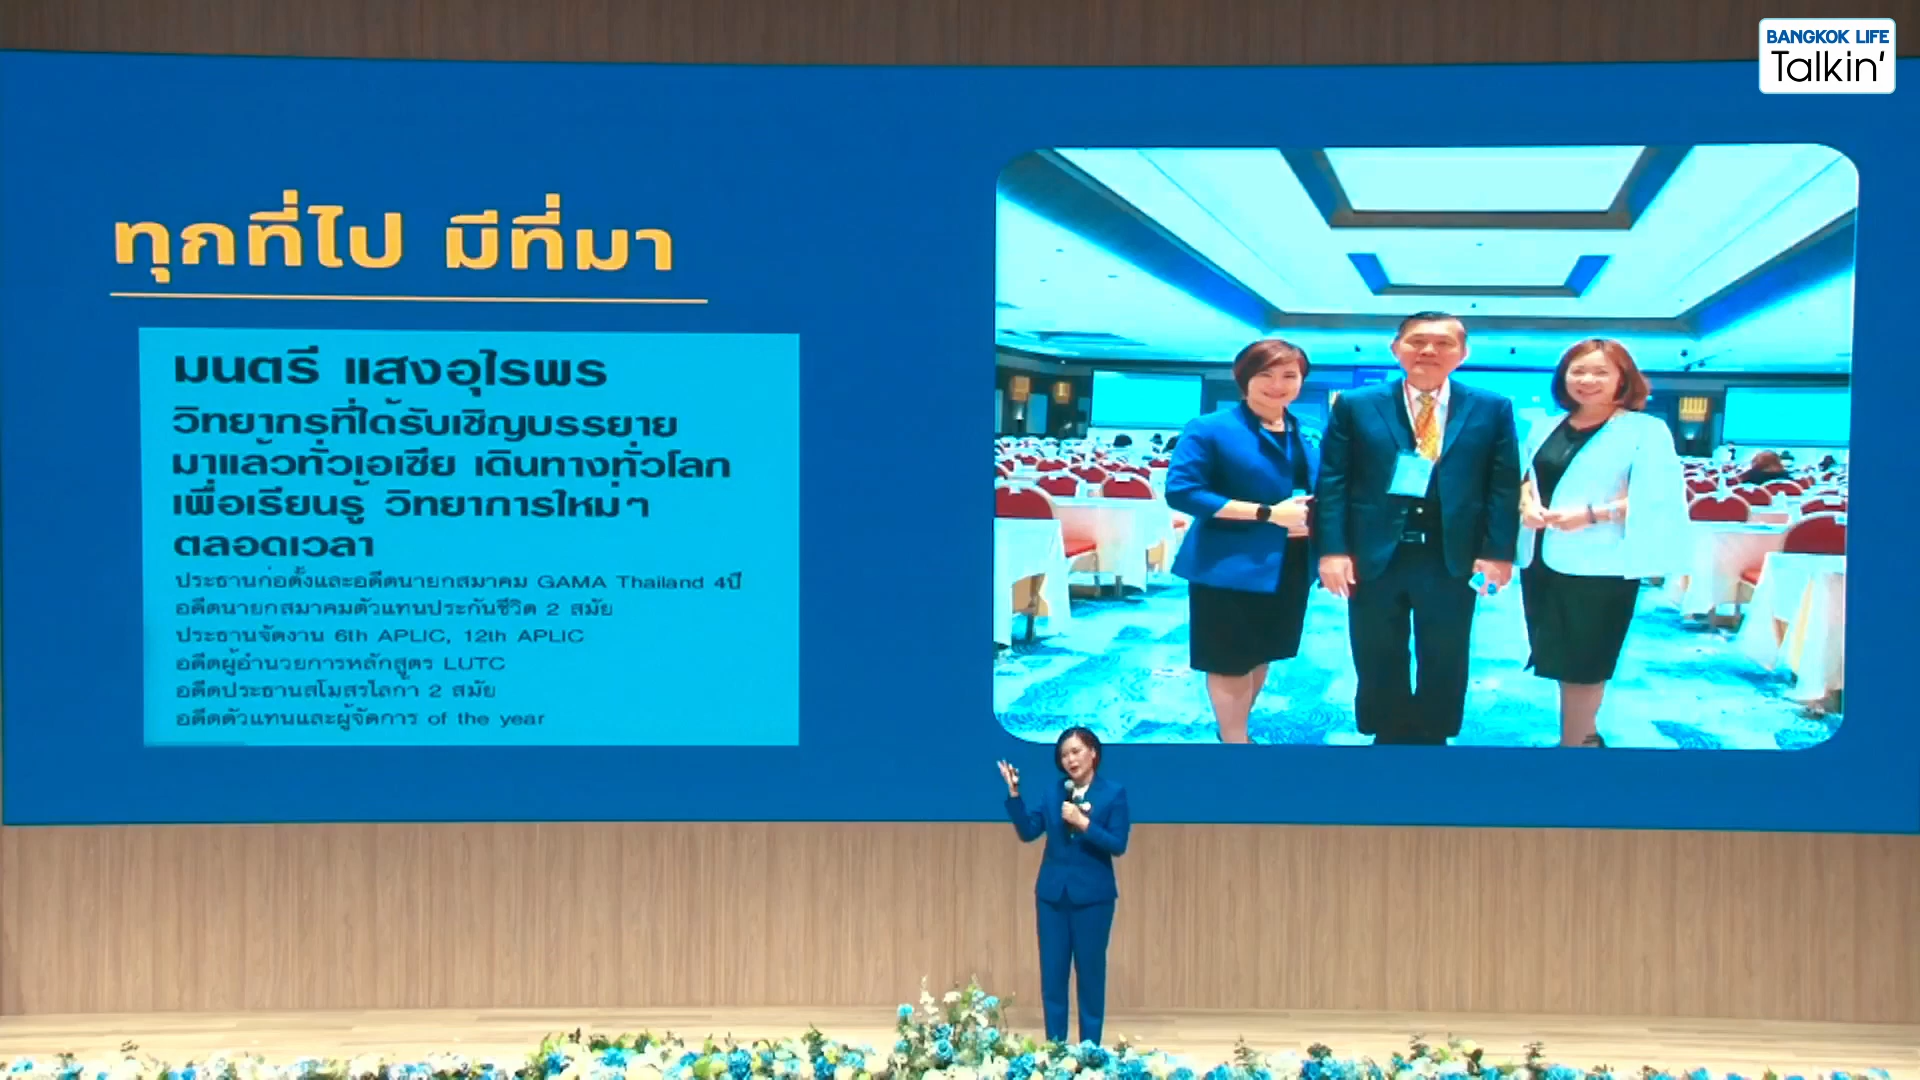 BANGKOK LIFE
Talkin'
ทุกที่ไป มีที่มา
มนตรี แสงอุไรพร
วิทยากรที่ได้รับเชิญบรรยาย
มาแล้วทั่วเอเซีย เดินทางทั่วโลก
เพื่อเรียนรู้ วิทยาการใหม่ๆ
ตลอดเวลา
ประธานก่อตั้งและอดีตนายกสมาคม GAMA Thailand 4ปี
อดีตนายกสมาคมตัวแทนประกันชีวิต 2 สมัย
ประธานจัดงาน 6th APLIC, 12th APLIC
อดีตผู้อำนวยการหลักสูตร LUTC
อดีตประธานสโมสรไลกำ 2 สมัย
อดีตตัวแทนและผู้จัดการ of the year